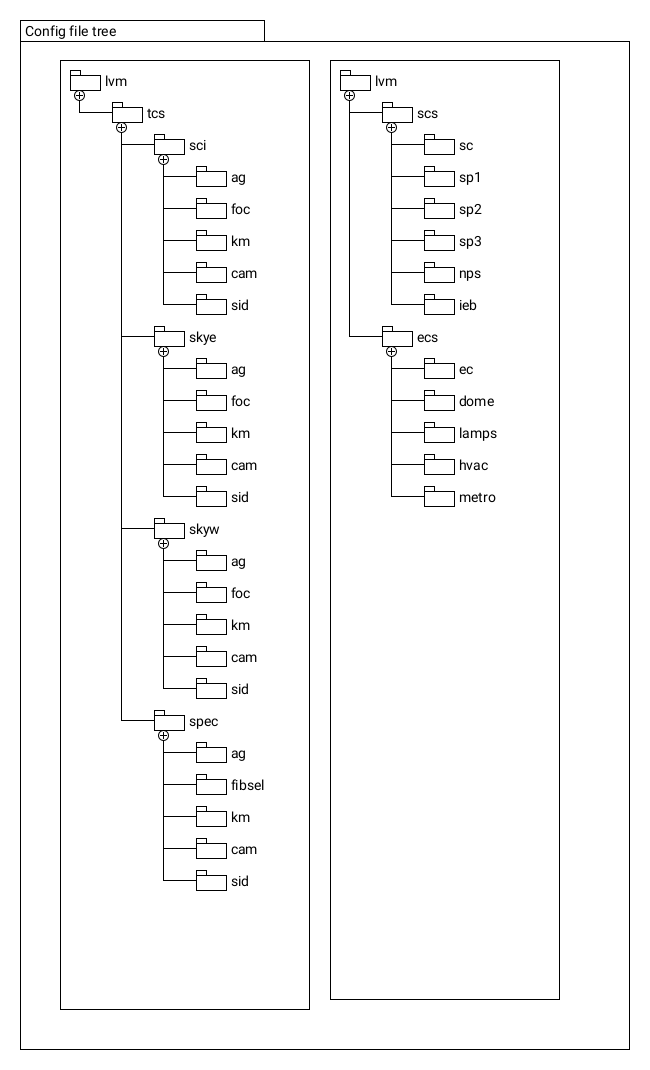 Config file tree
lvm
tcs
sci
ag
foc
km
cam
sid
skye
ag
foc
km
cam
sid
skyw
ag
foc
km
cam
sid
spec
ag
fibsel
km
cam
sid
lvm
scs
sc
sp1
sp2
sp3
nps
ieb
ecs
ec
dome
lamps
hvac
metro